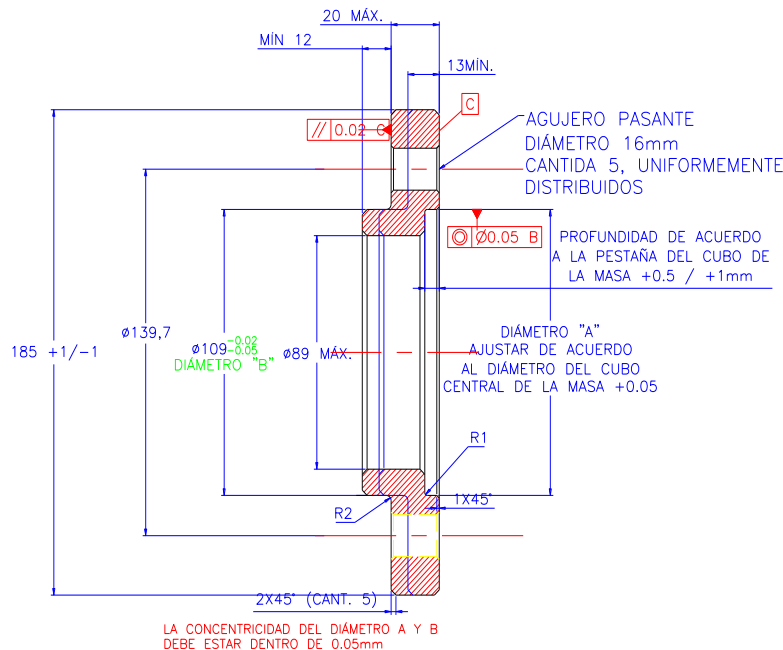 20 MÁX.
MÍN 12
13MÍN.
C
// 0.02 C
AGUJERO PASANTE
DIÁMETRO 16mm
CANTIDA 5, UNIFORMEMENTE
DISTRIBUIDOS
◎ Ø0.05 B
PROFUNDIDAD DE ACUERDO
A LA PESTAÑA DEL CUBO DE
LA MASA +0.5 / +1mm
185 +1/-1
ø139,7
ø109 -0.02
-0.05
DIÁMETRO "B"
ø89 MÁX.
DIÁMETRO "A"
AJUSTAR DE ACUERDO
AL DIÁMETRO DEL CUBO
CENTRAL DE LA MASA +0.05
R1
1X45°
R2
2X45° (CANT. 5)
LA CONCENTRICIDAD DEL DIÁMETRO A Y B
DEBE ESTAR DENTRO DE 0.05mm